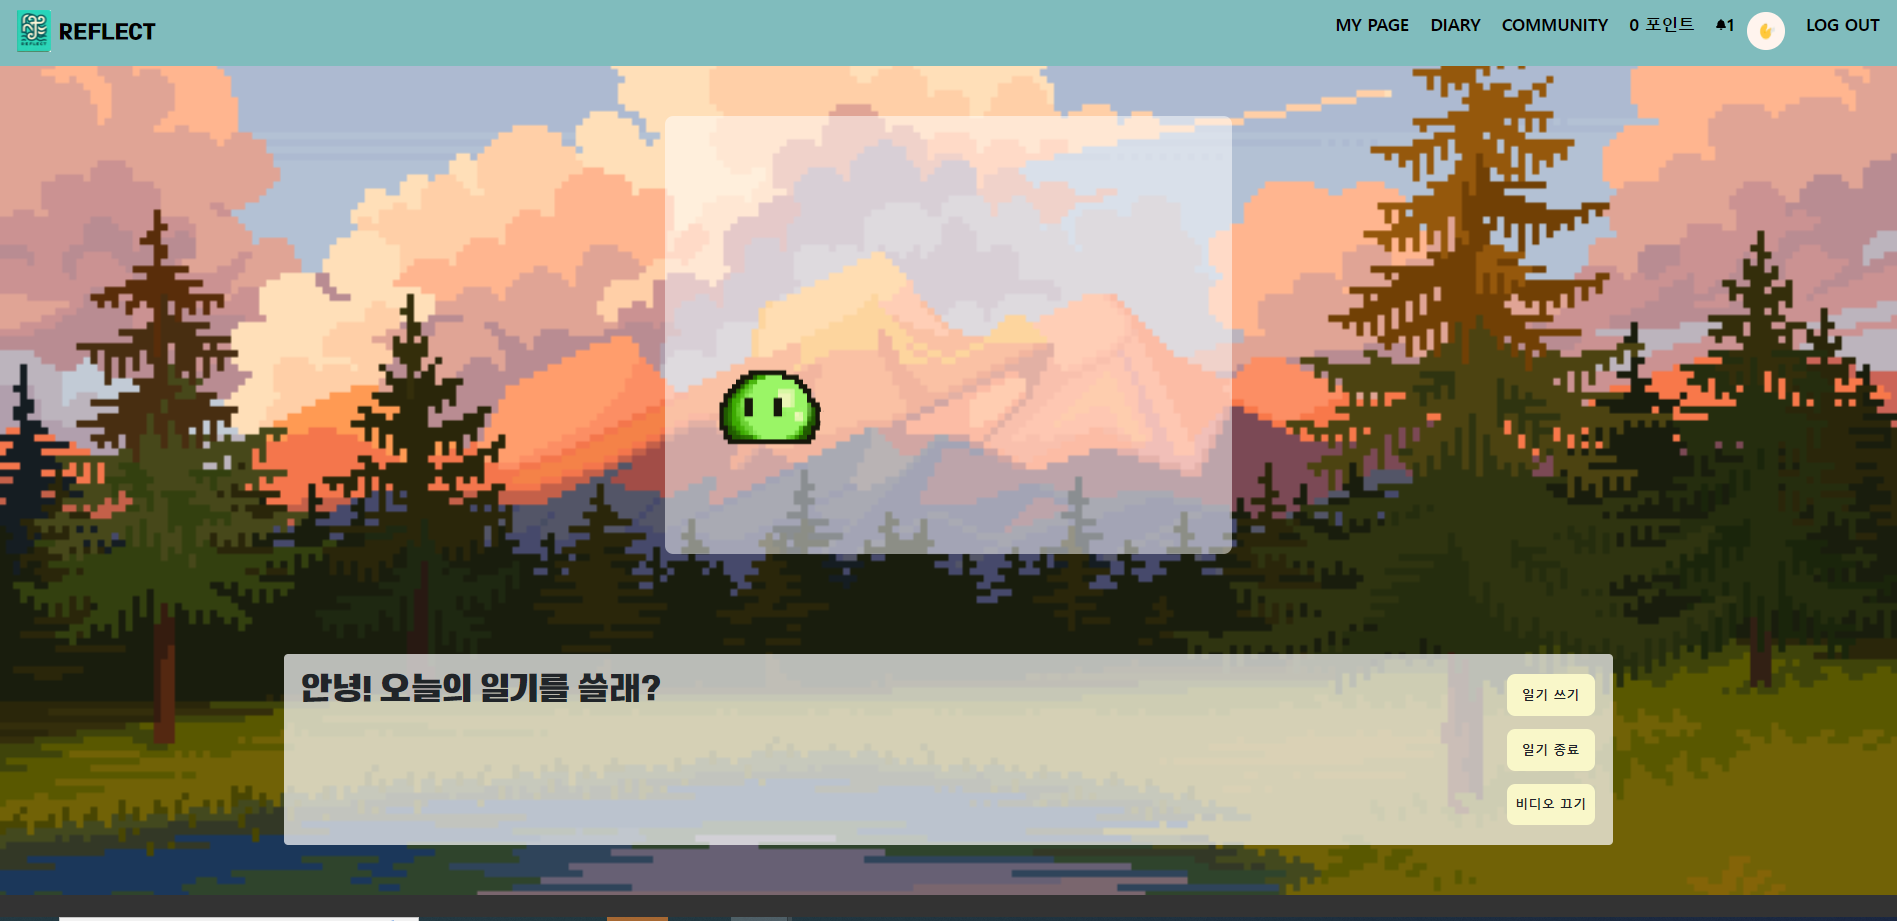 REFLECT
REFLECT
MY PAGE
DIARY
COMMUNITY
0 포인트
1
LOG OUT
안녕! 오늘의 일기를 쓸래?
일기 쓰기
일기 종료
비디오 끄기